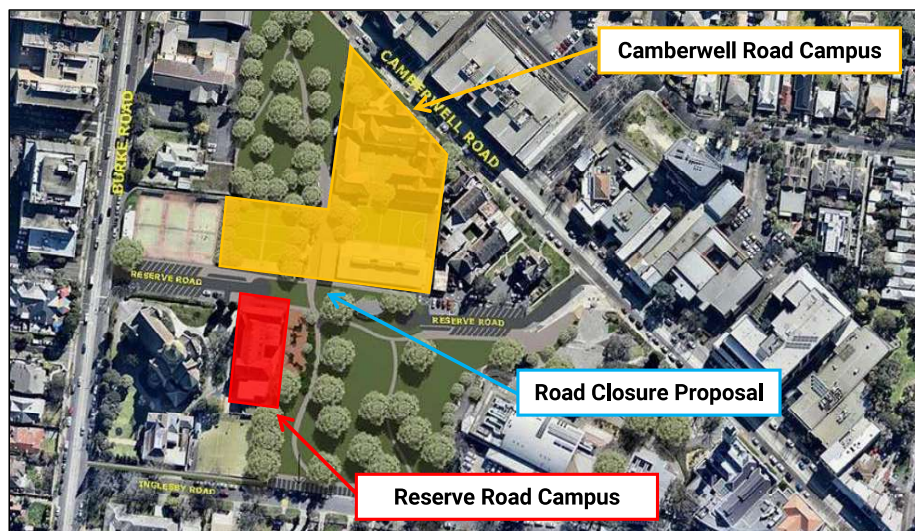 Camberwell Road Campus
CAMBERWELL ROAD
BURKE ROAD
RESERVE ROAD
RESERVE ROAD
Road Closure Proposal
INGLESBY ROAD
Reserve Road Campus